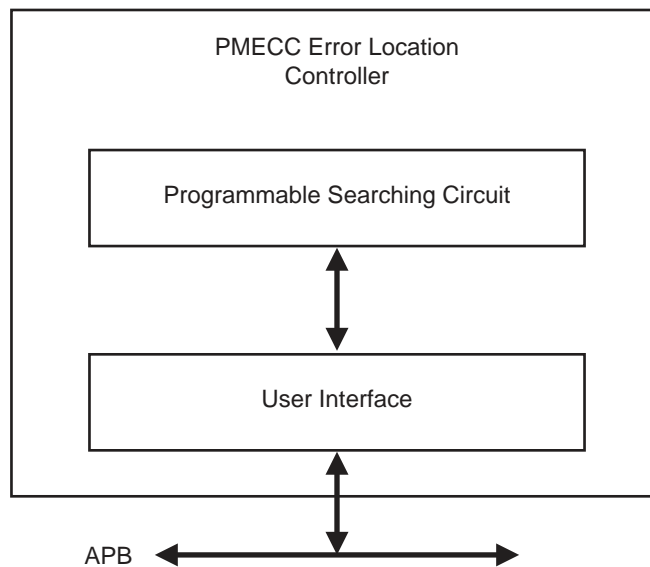 PMECC Error Location
Controller
Programmable Searching Circuit
User Interface
APB